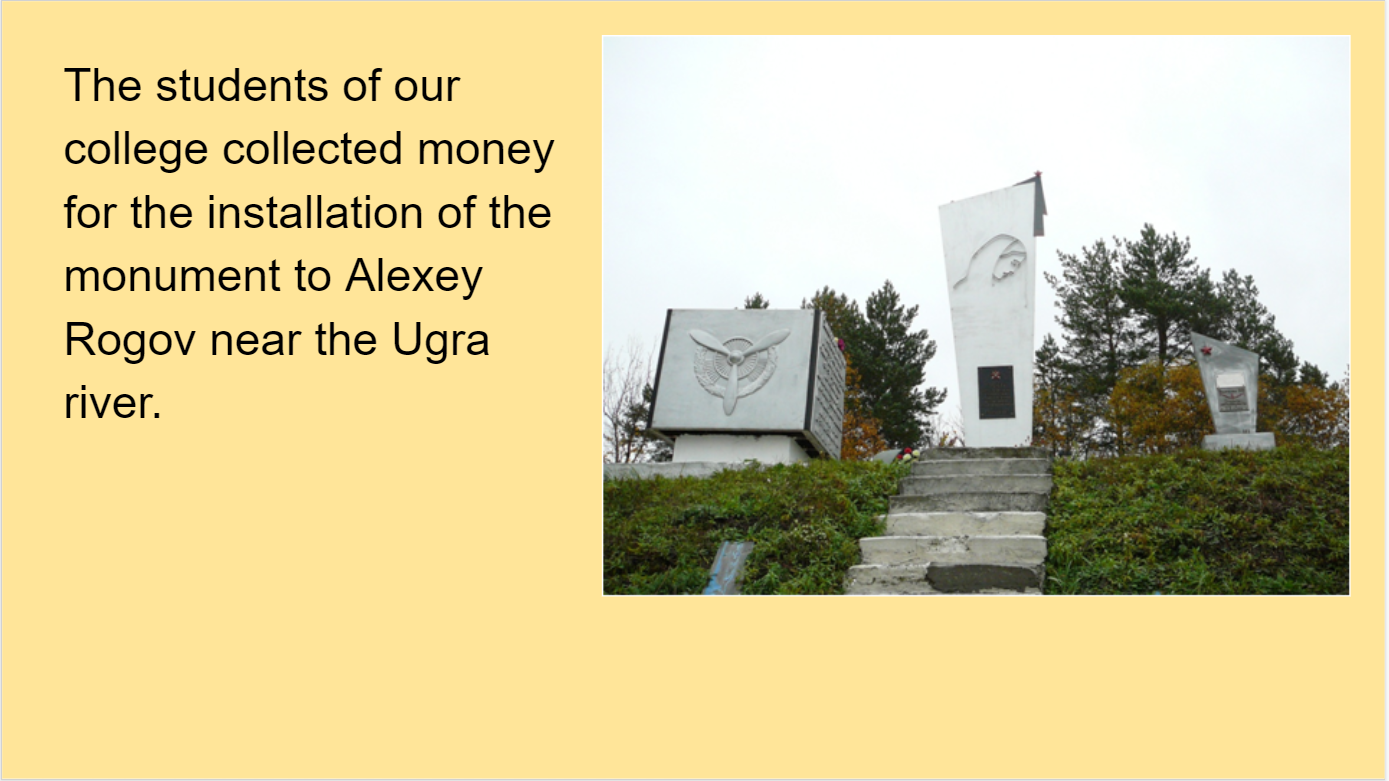 The students of our
college collected money
for the installation of the
monument to Alexey
Rogov near the Ugra
river.